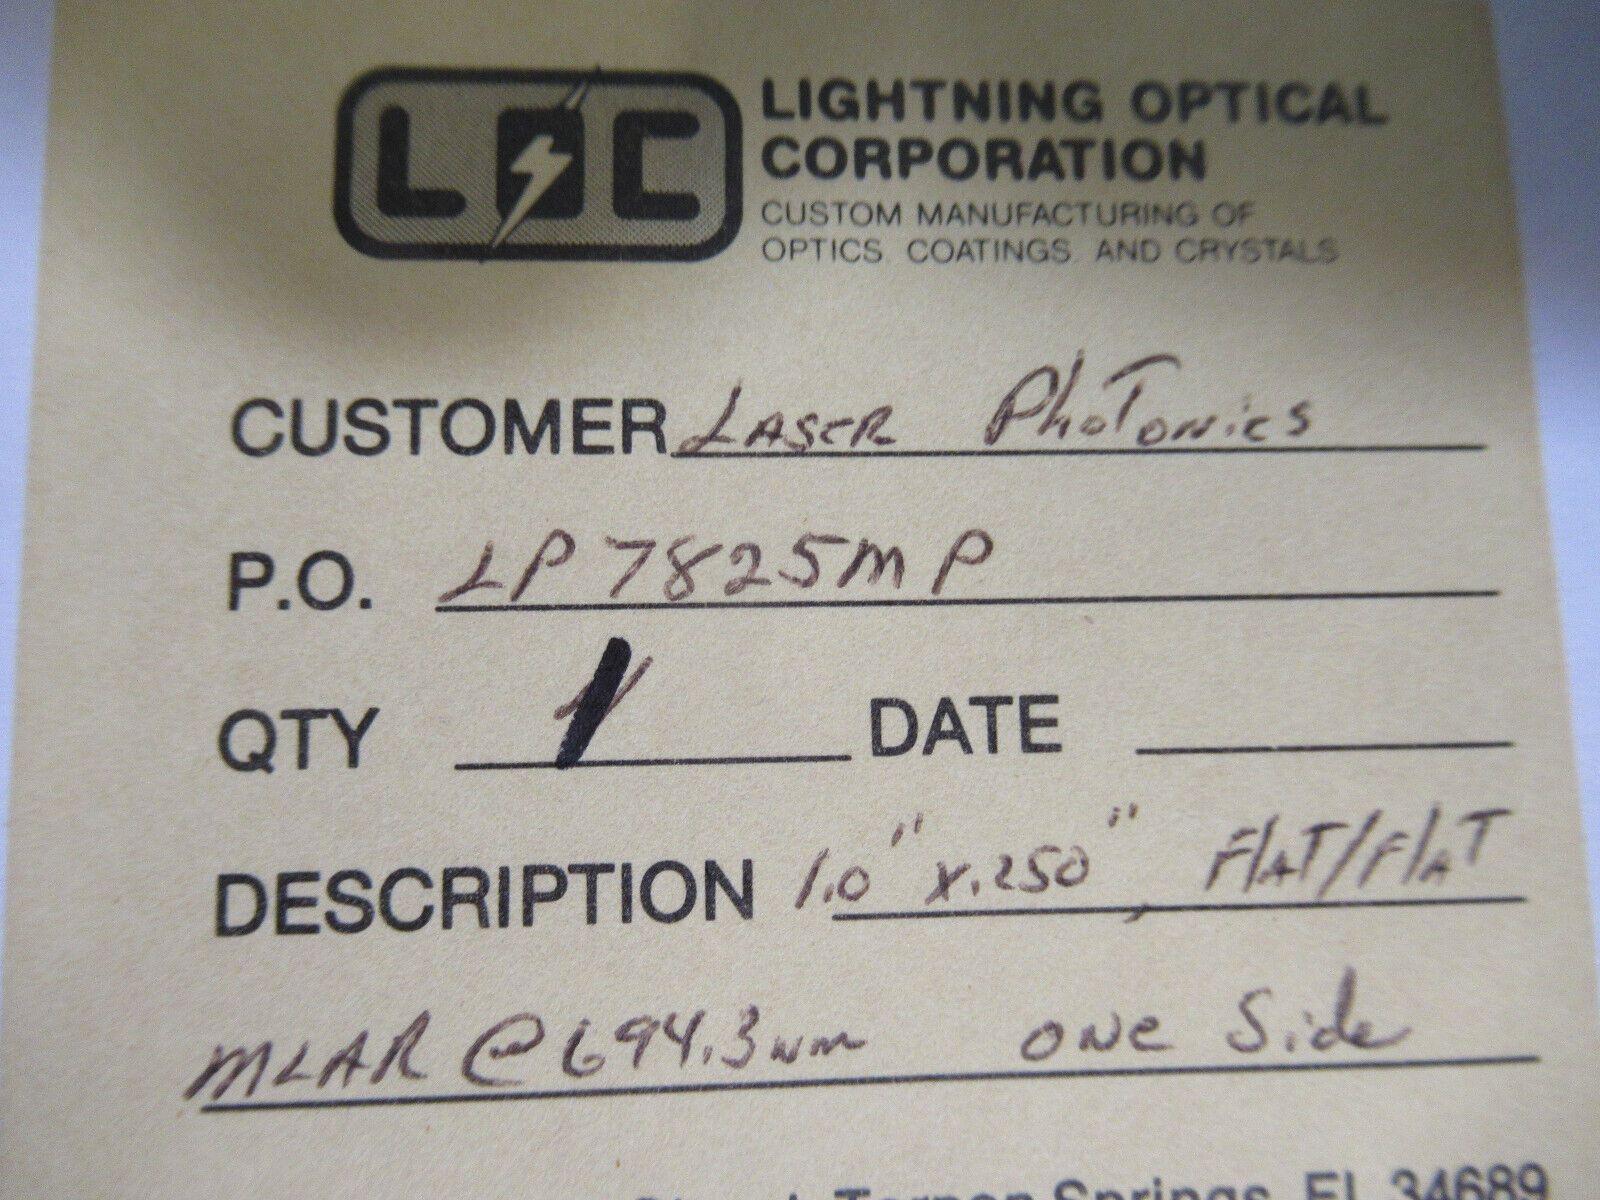 LOC LIGHTNING OPTICAL
CORPORATION
CUSTOM MANUFACTURING OF
OPTICS, COATINGS, AND CRYSTALS
CUSTOMER LASER PHOTONICS
P.O. LP7825MP
QTY 1 DATE
DESCRIPTION 1.0" x .250", FlAT/FlAT
MLAR @ 694.3nm ONE Side
Tarpon Springs, FL 34689